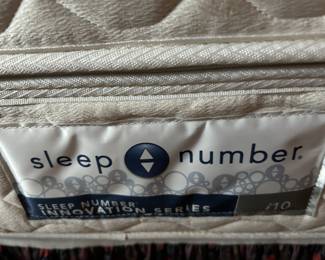 sleep number®
SLEEP NUMBER®
INNOVATION SERIES
i10